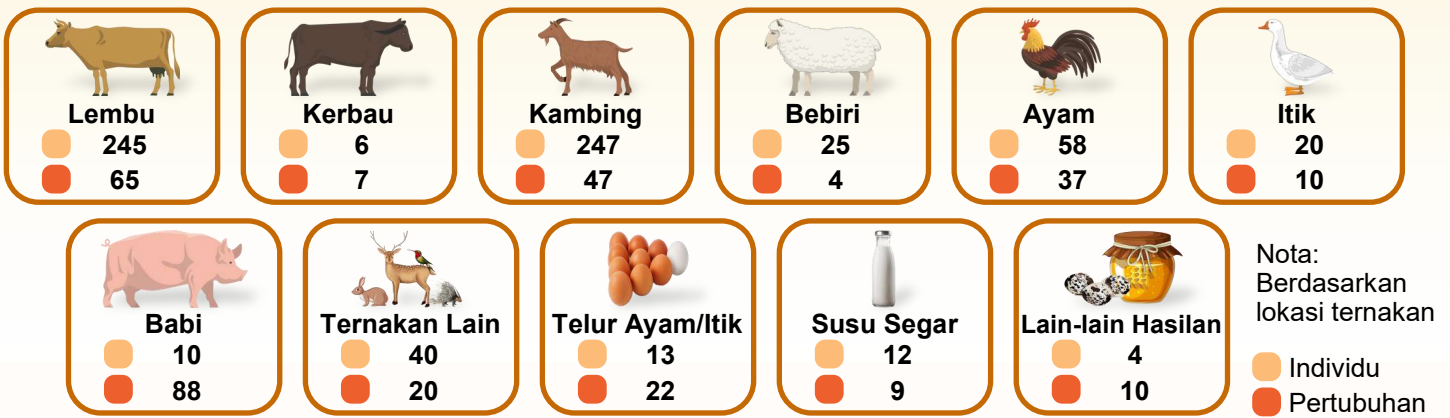 Lembu
245
65
Kerbau
6
7
Kambing
247
47
Bebiri
25
4
Ayam
58
37
Itik
20
10
Babi
10
88
Ternakan Lain
40
20
Telur Ayam/Itik
13
22
Susu Segar
12
9
Lain-lain Hasilan
4
10
Nota:
Berdasarkan
lokasi ternakan
Individu
Pertubuhan